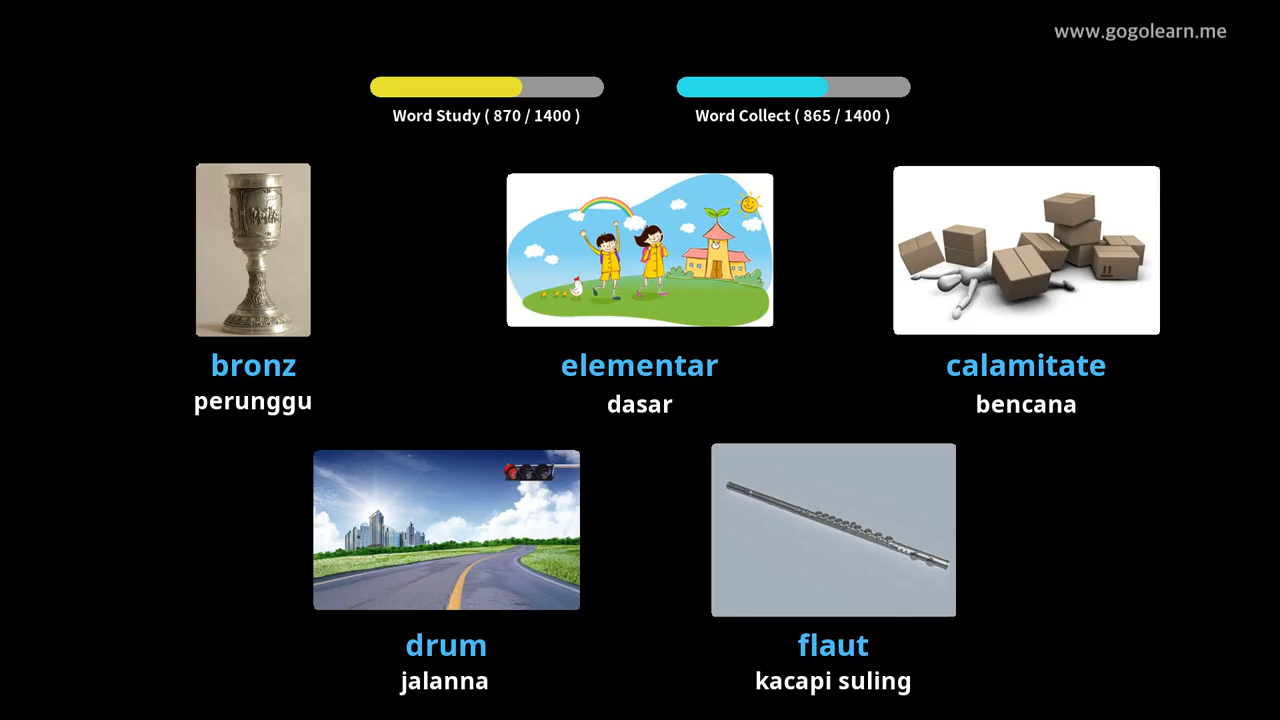 www.gogolearn.me
Word Study ( 870 / 1400 )
Word Collect ( 865 / 1400 )
bronz
perunggu
elementar
dasar
calamitate
bencana
drum
jalanna
flaut
kacapi suling